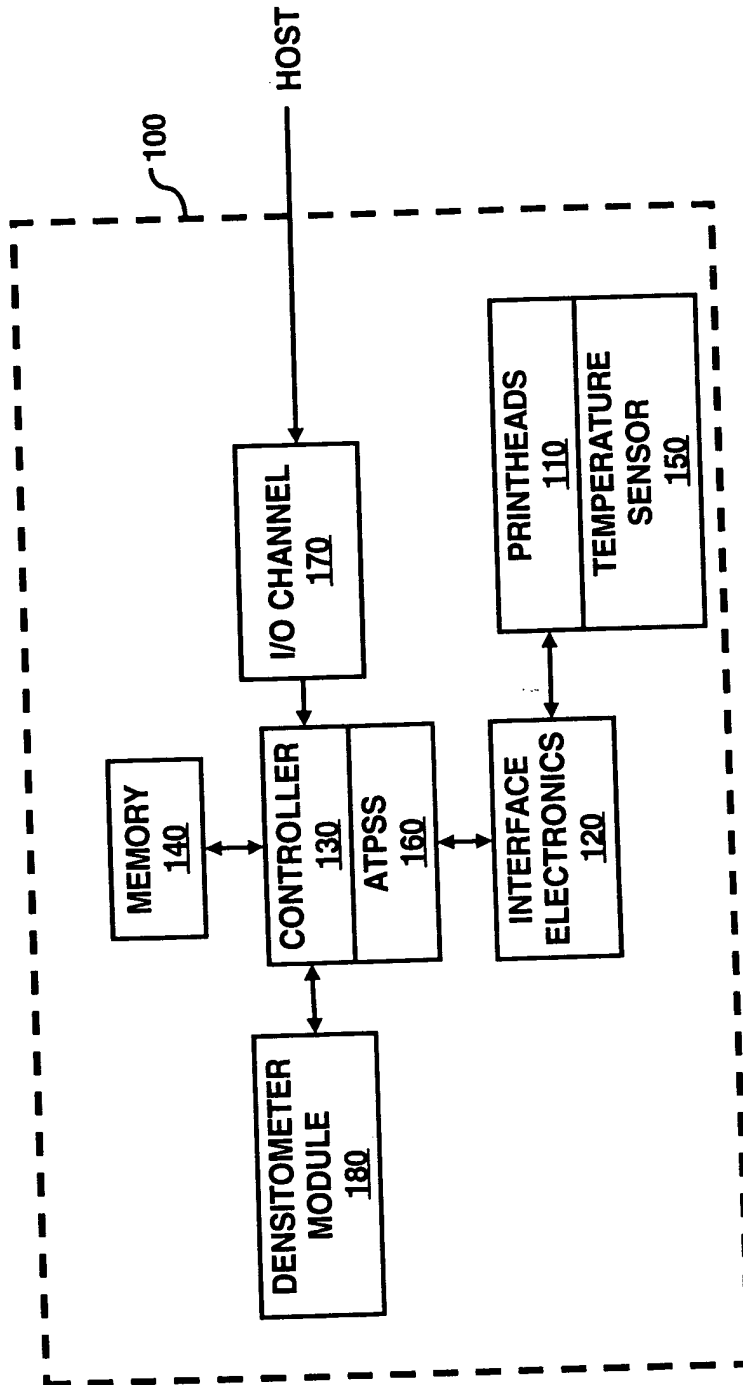 100
HOST
MEMORY
140
I/O CHANNEL
170
CONTROLLER
130
ATPSS
160
DENSITOMETER
MODULE
180
INTERFACE
ELECTRONICS
120
PRINTHEADS
110
TEMPERATURE
SENSOR
150